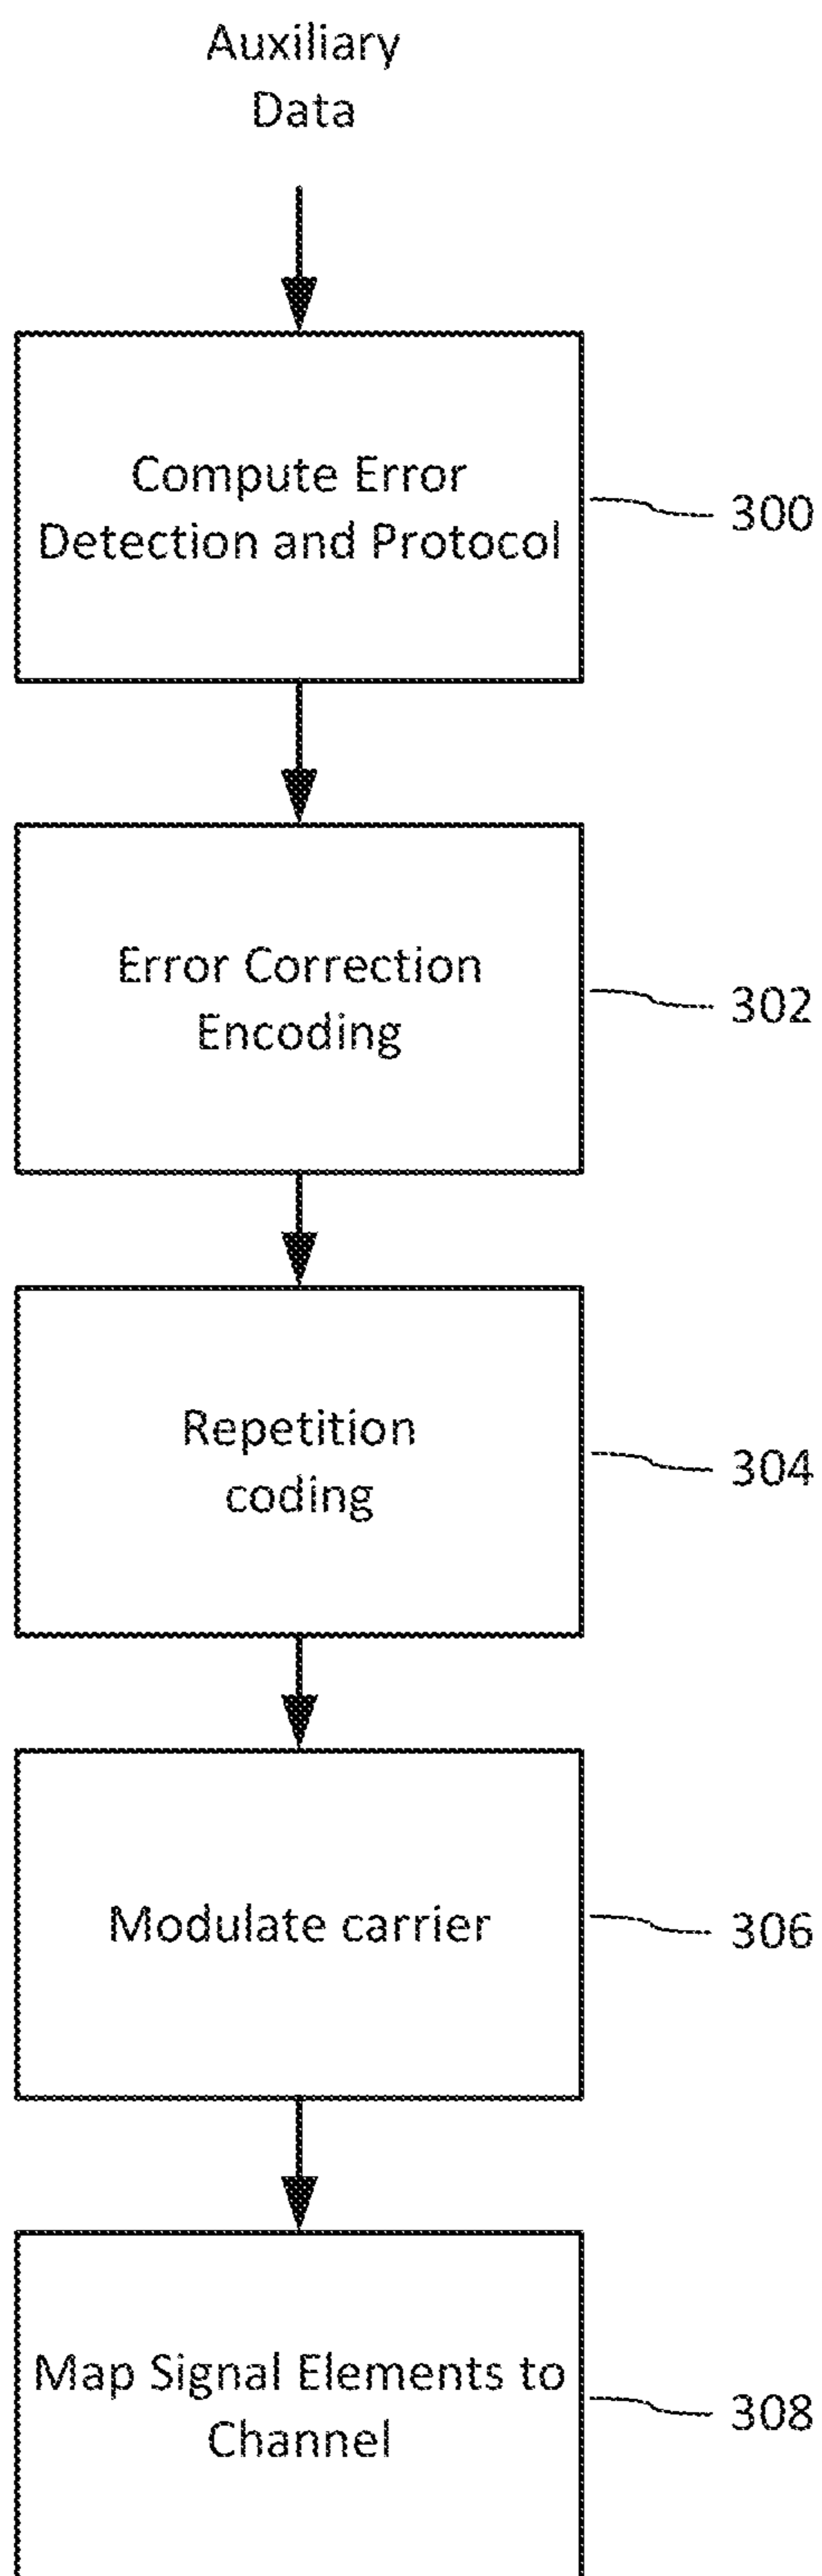 Auxiliary
Data
Compute Error
Detection and Protocol
300
Error Correction
Encoding
302
Repetition
coding
304
Modulate carrier
306
Map Signal Elements to
Channel
308